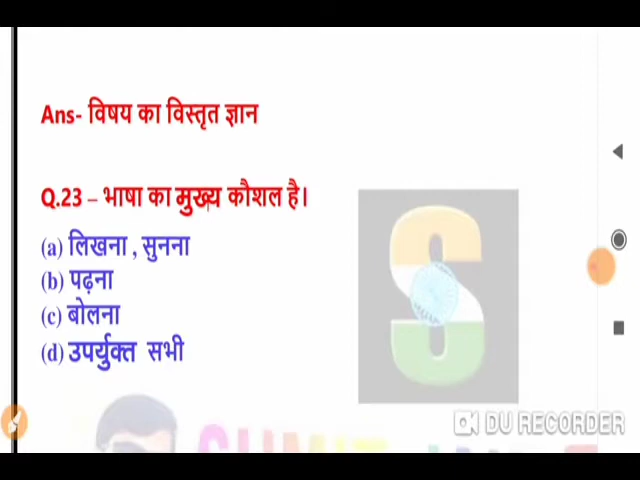 Ans- विषय का विस्तृत ज्ञान
Q.23 – भाषा का मुख्य कौशल है।
(a) लिखना , सुनना
(b) पढ़ना
(c) बोलना
(d) उपर्युक्त सभी
S
DU RECORDER